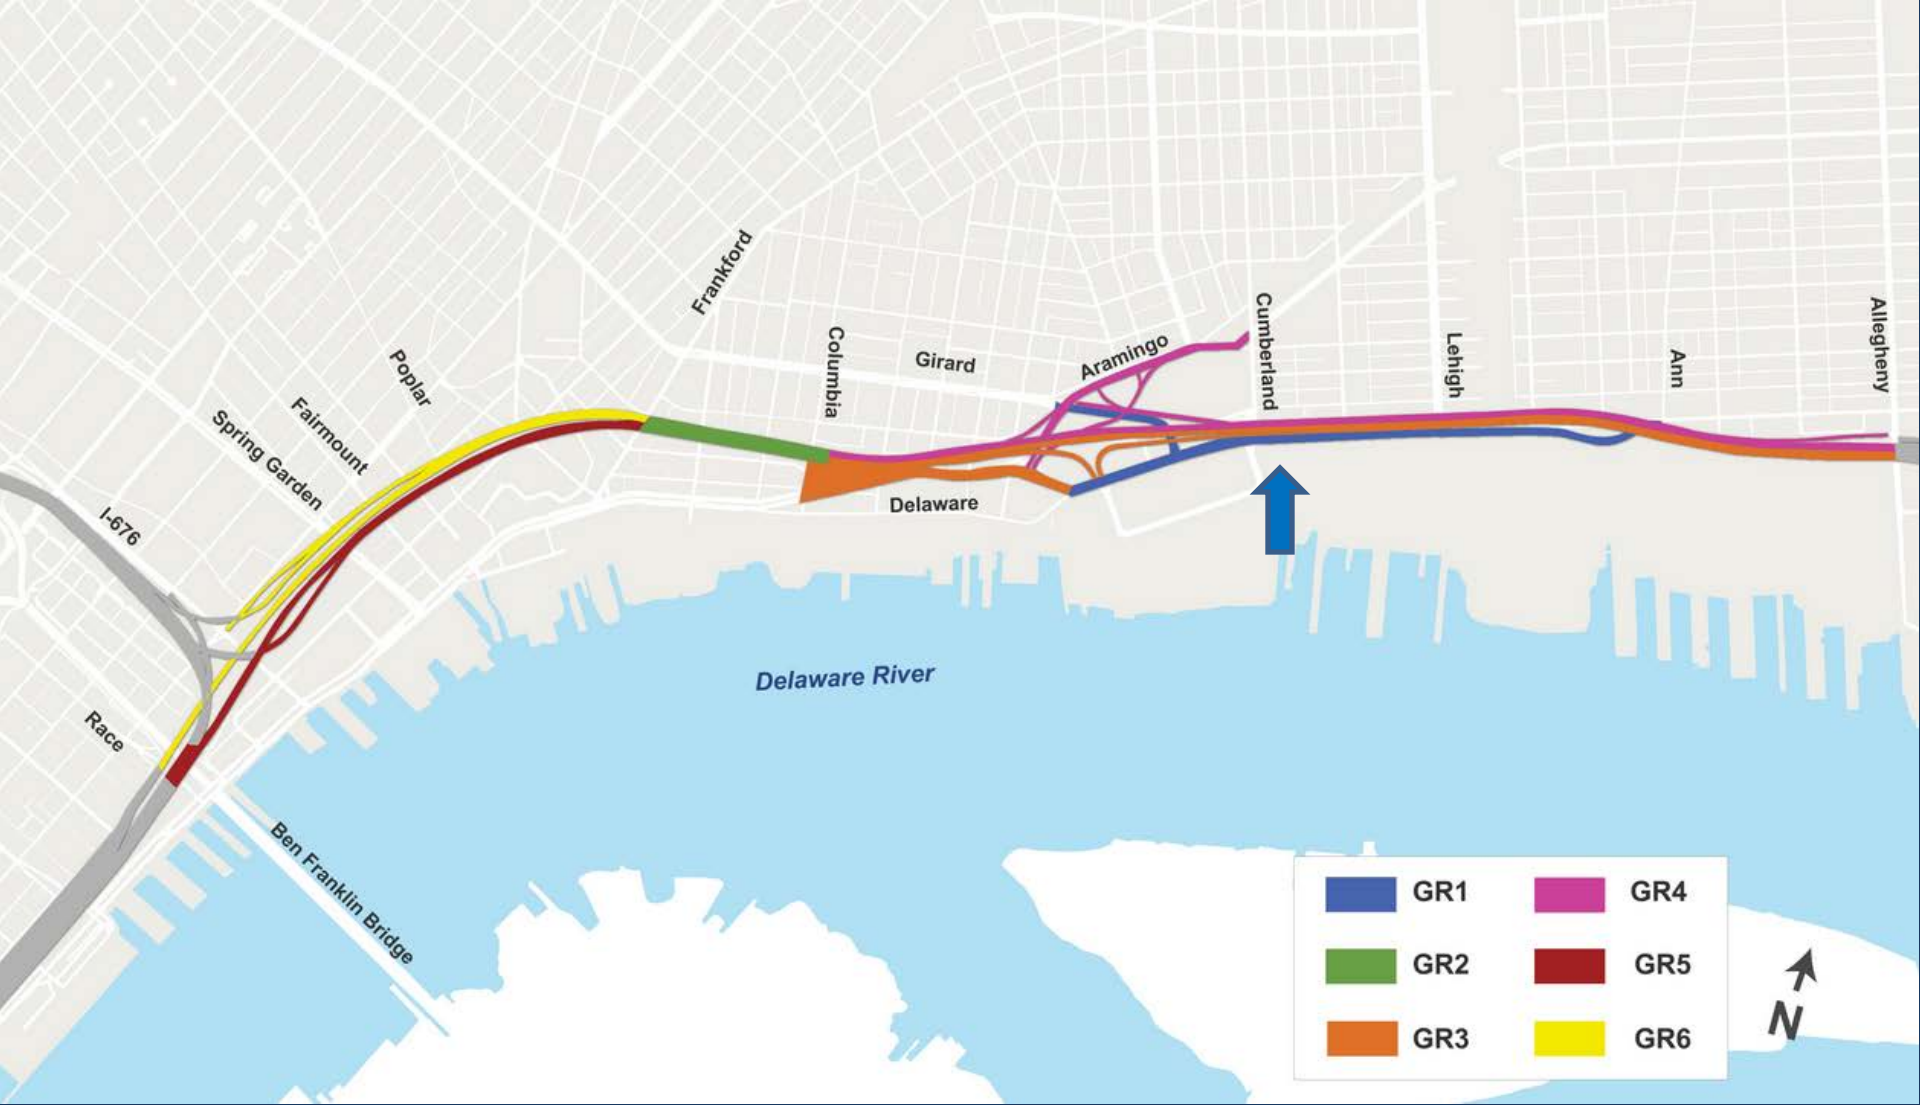 Frankford
Columbia
Girard
Aramingo
Cumberland
Lehigh
Ann
Allegheny
Poplar
Fairmount
Spring Garden
I-676
Delaware
Race
Delaware River
Ben Franklin Bridge
GR1
GR4
GR2
GR5
GR3
GR6
N